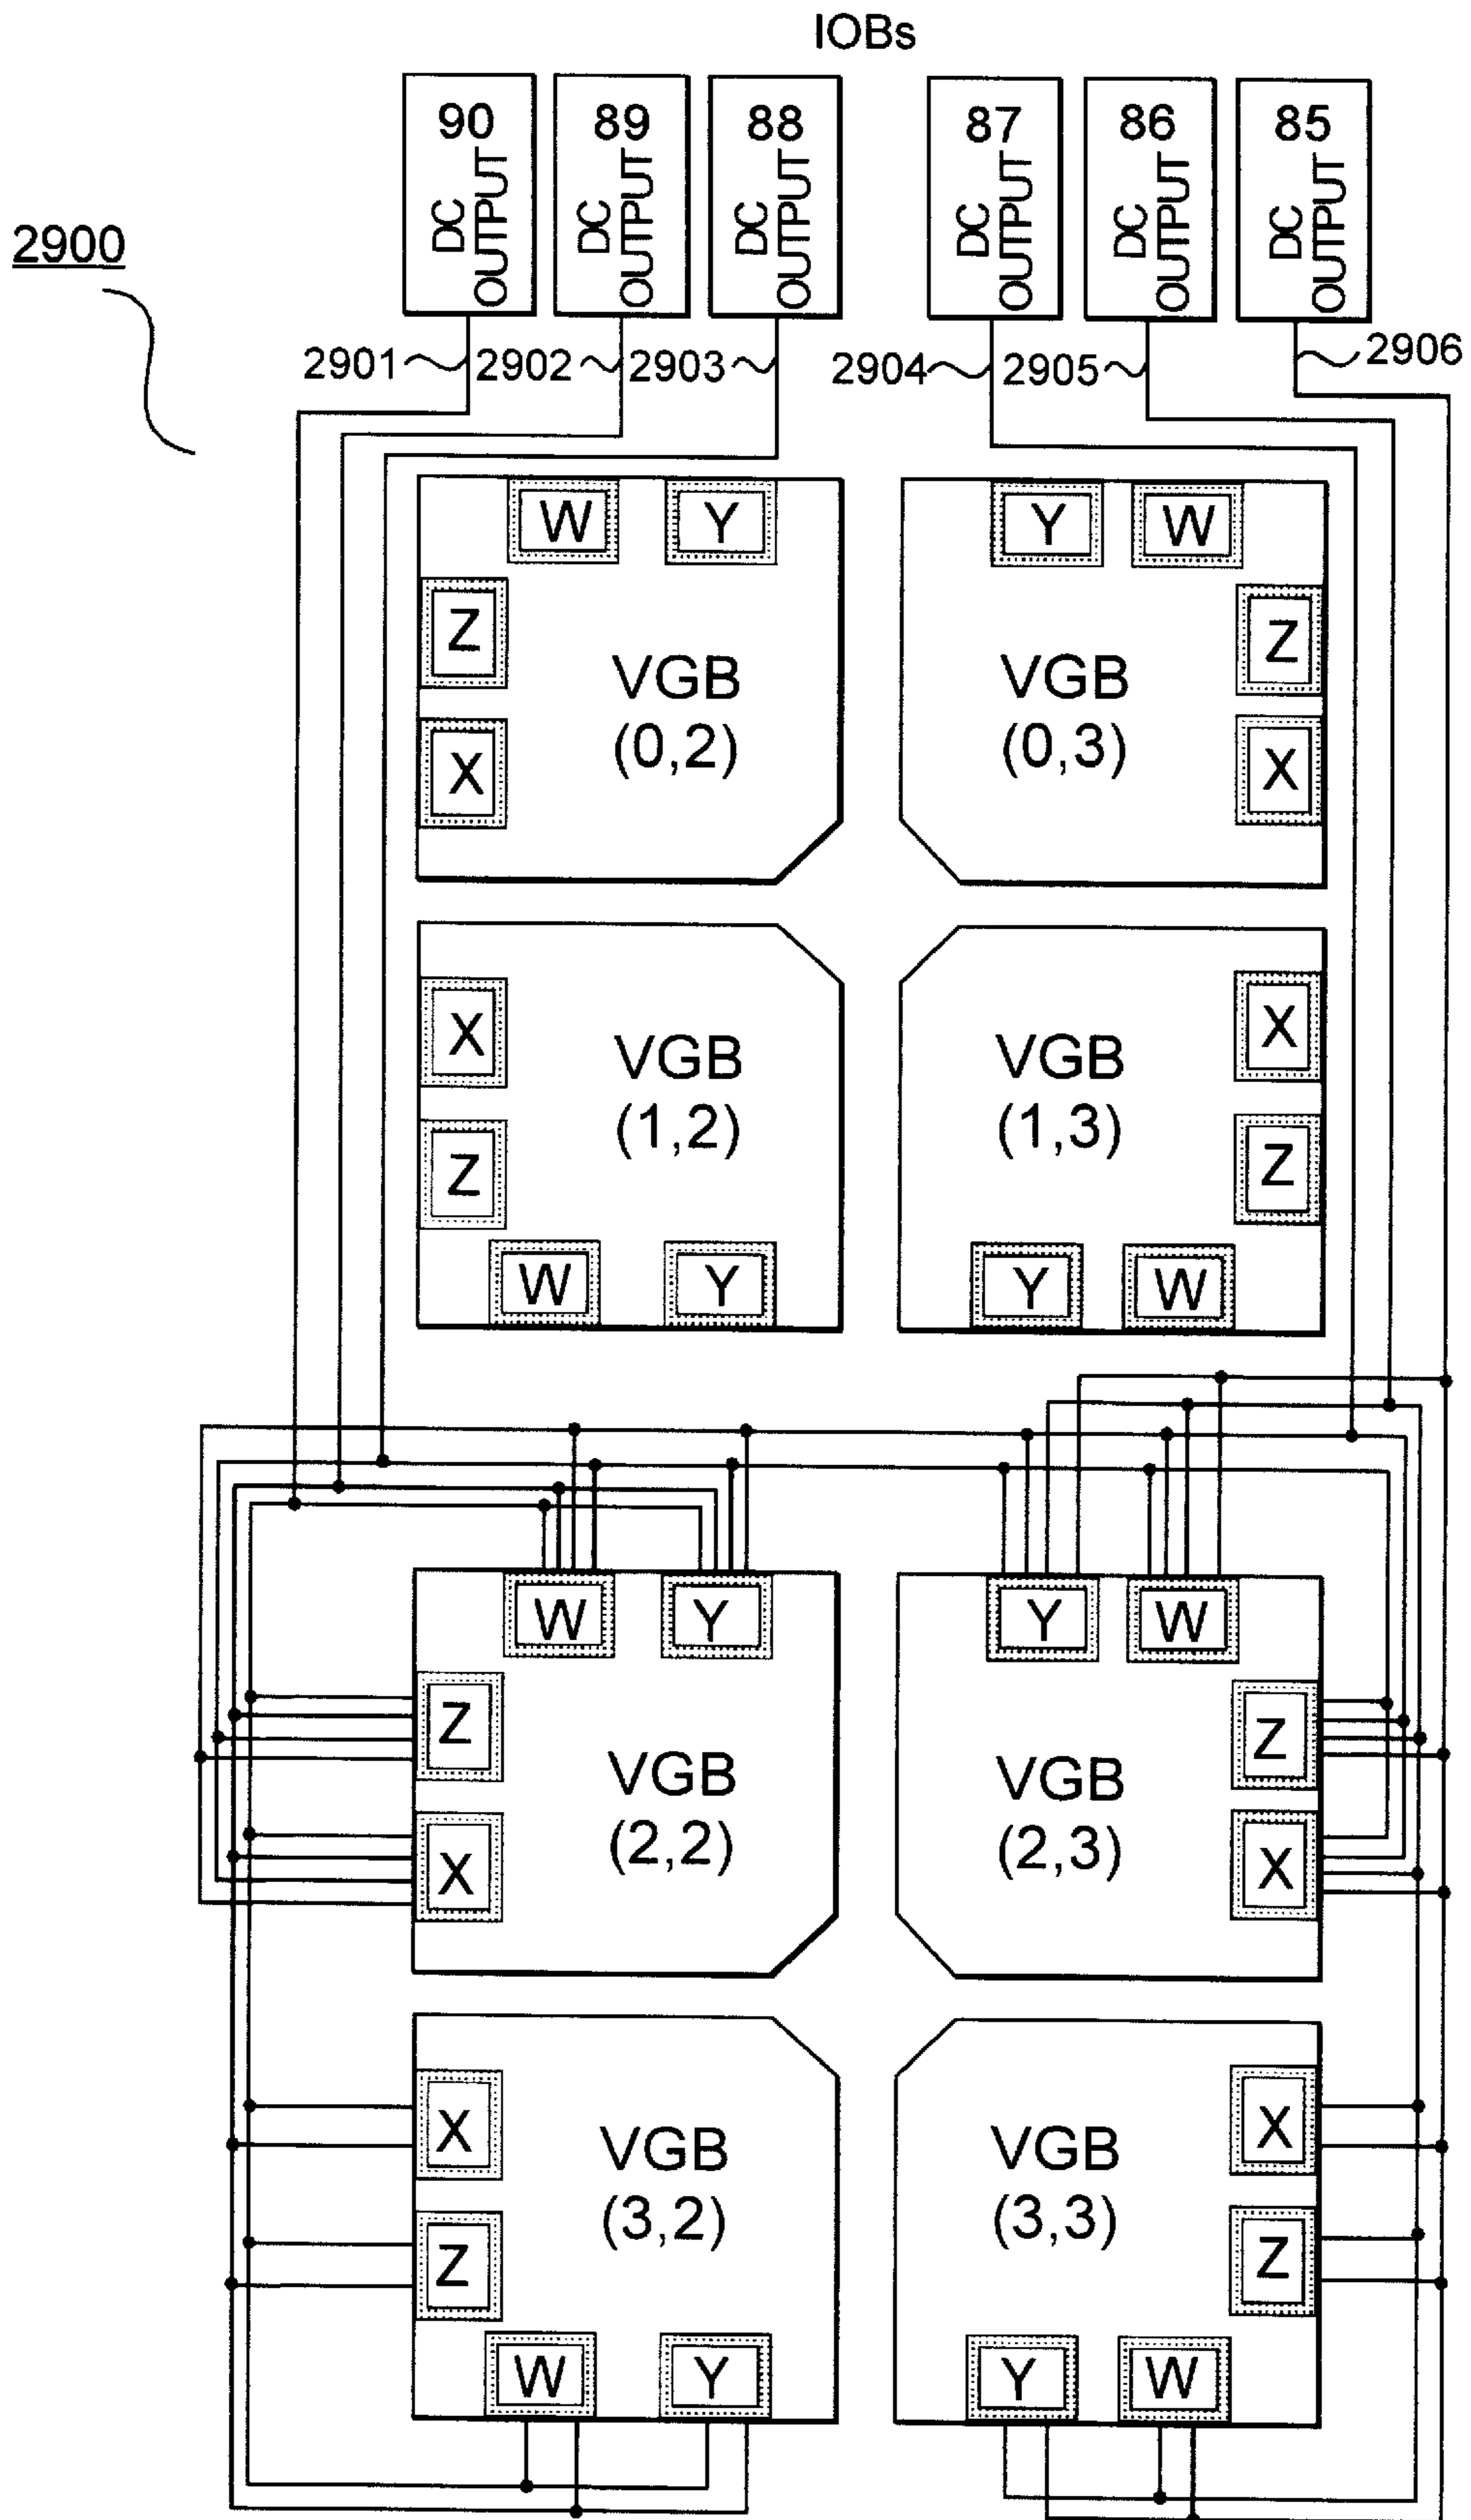 IOBs
90 DC OUTPUT
89 DC OUTPUT
88 DC OUTPUT
87 DC OUTPUT
86 DC OUTPUT
85 DC OUTPUT
2900
2901
2902
2903
2904
2905
2906
W Y
Z
X
VGB
(0,2)
Y W
Z
X
VGB
(0,3)
X
Z
VGB
(1,2)
W Y
X
Z
VGB
(1,3)
Y W
W Y
Z
X
VGB
(2,2)
Y W
Z
X
VGB
(2,3)
X
Z
VGB
(3,2)
W Y
X
Z
VGB
(3,3)
Y W